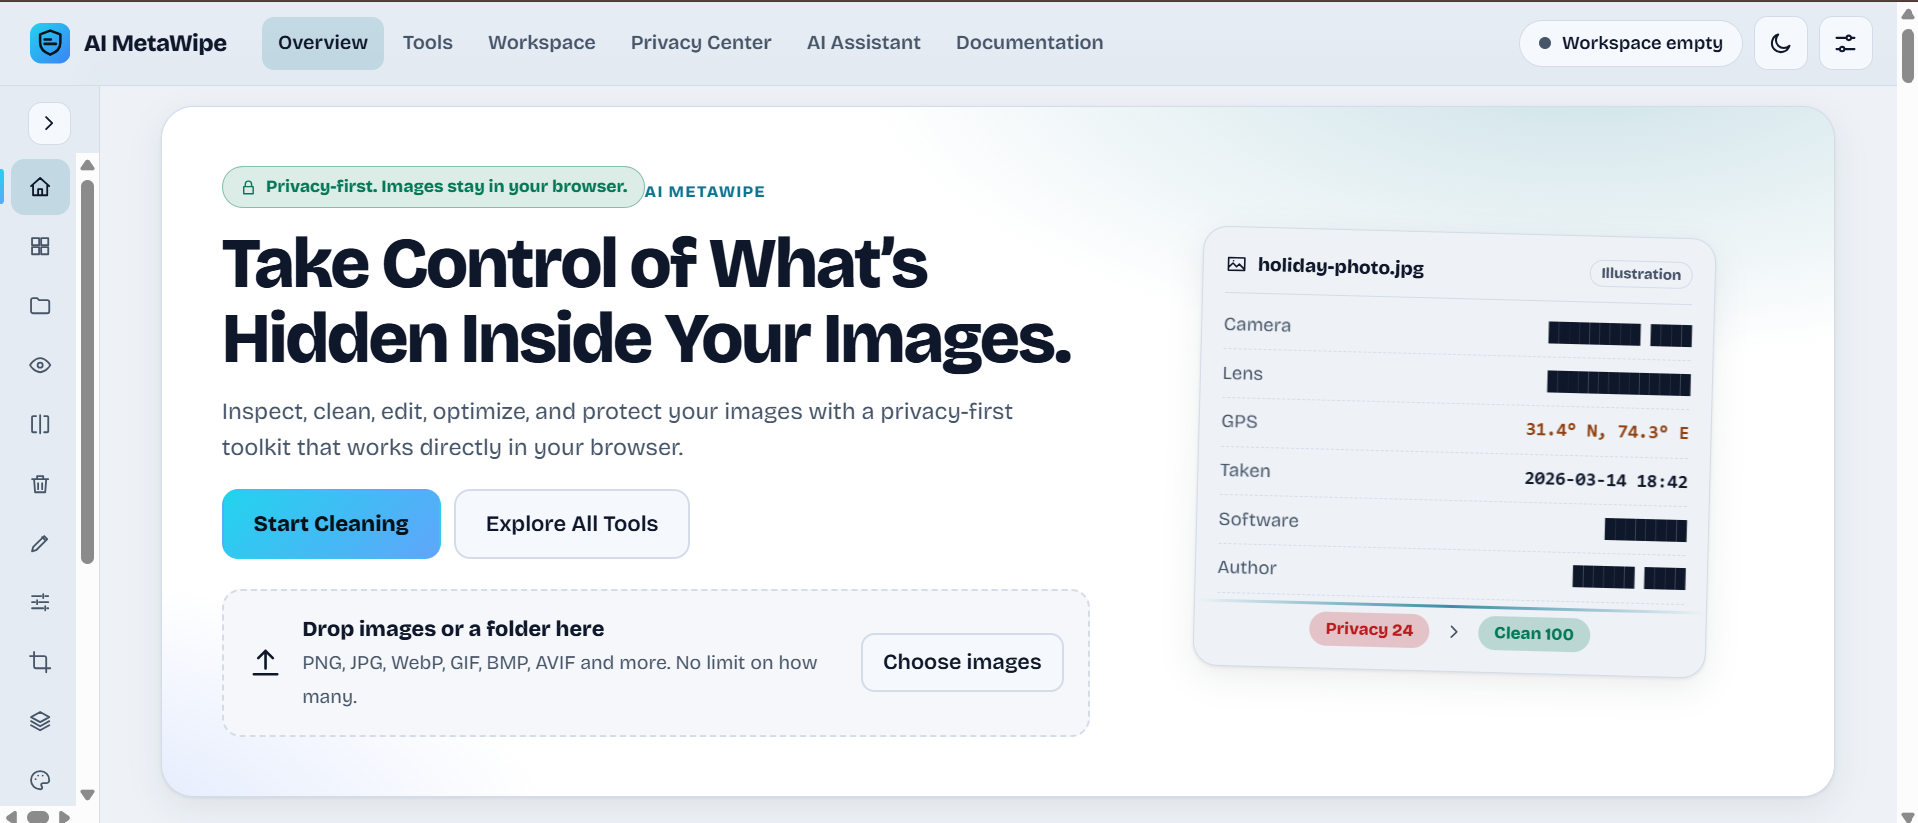 AI MetaWipe
Overview
Tools
Workspace
Privacy Center
AI Assistant
Documentation
Workspace empty
Privacy-first. Images stay in your browser.
AI METAWIPE
Take Control of What’s
Hidden Inside Your Images.
Inspect, clean, edit, optimize, and protect your images with a privacy-first
toolkit that works directly in your browser.
Start Cleaning
Explore All Tools
Drop images or a folder here
PNG, JPG, WebP, GIF, BMP, AVIF and more. No limit on how
many.
Choose images
holiday-photo.jpg
Illustration
Camera █████████ ████
Lens ██████████████
GPS 31.4° N, 74.3° E
Taken 2026-03-14 18:42
Software ████████
Author ██████ ████
Privacy 24
Clean 100